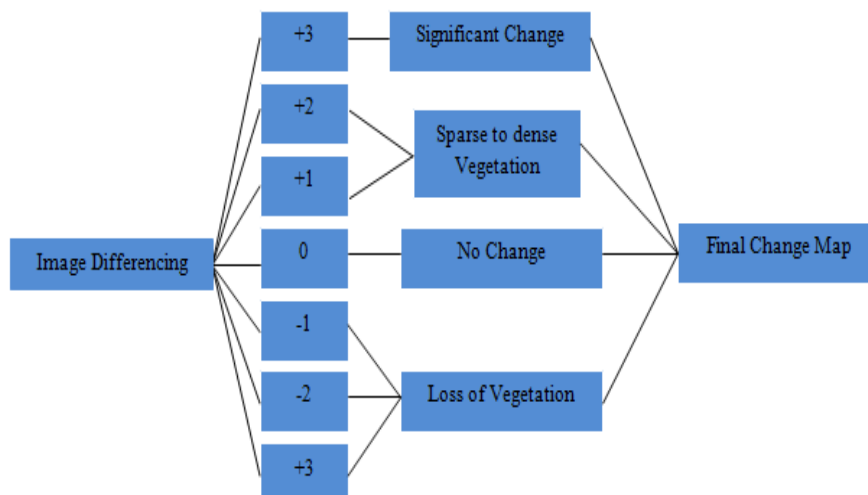 Image Differencing
+3
+2
+1
0
-1
-2
+3
Significant Change
Sparse to dense
Vegetation
No Change
Loss of Vegetation
Final Change Map